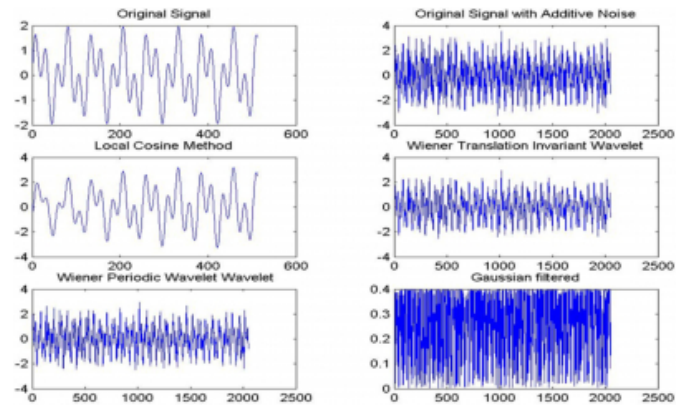 Original Signal
2
1
0
-1
-2
0 200 400 600
Original Signal with Additive Noise
4
2
0
-2
-4
0 500 1000 1500 2000 2500
Local Cosine Method
4
2
0
-2
-4
0 200 400 600
Wiener Translation Invariant Wavelet
4
2
0
-2
-4
0 500 1000 1500 2000 2500
Wiener Periodic Wavelet Wavelet
4
2
0
-2
-4
0 500 1000 1500 2000 2500
Gaussian filtered
0.4
0.3
0.2
0.1
0
0 500 1000 1500 2000 2500